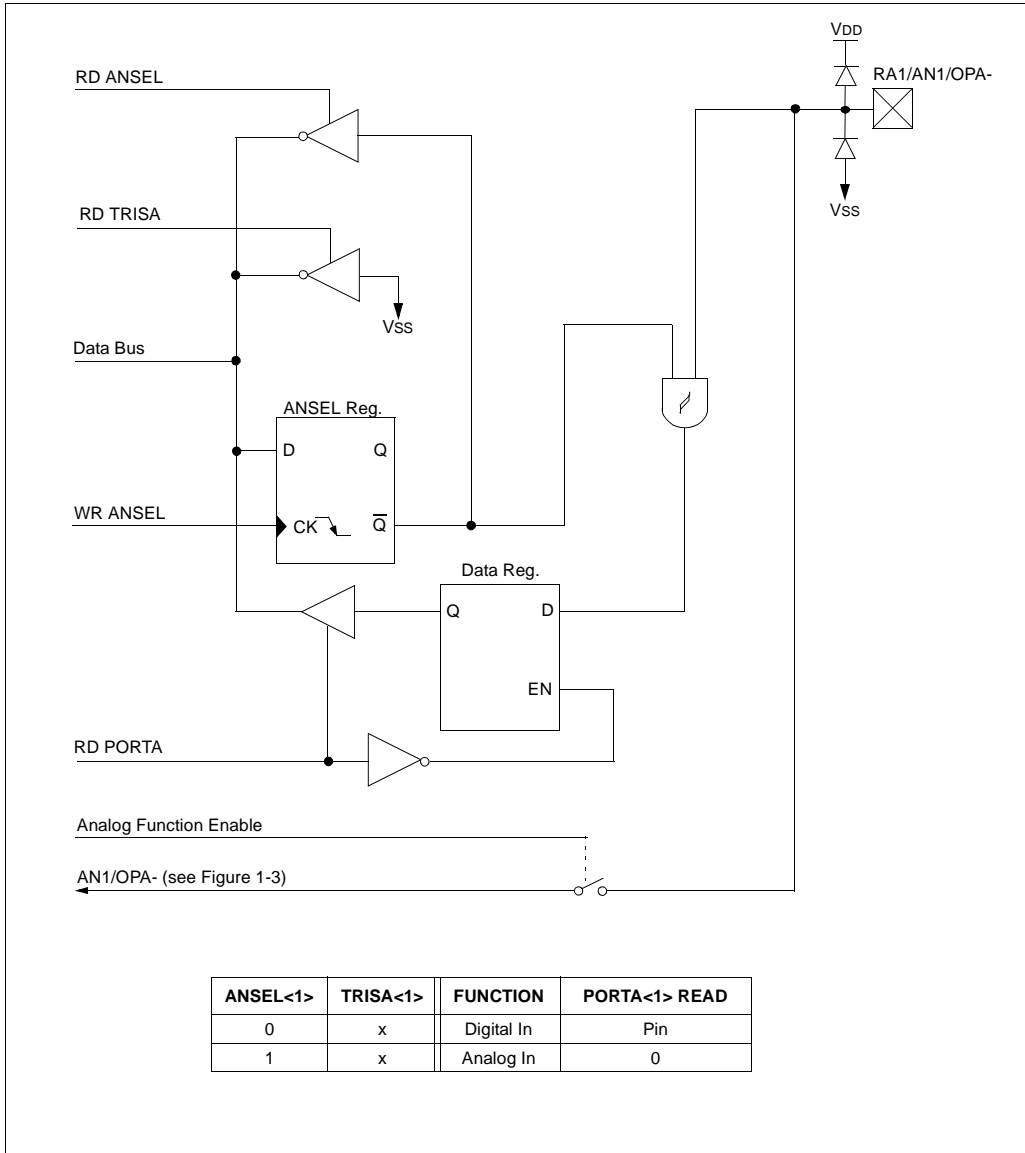 VDD
RD ANSEL
RA1/AN1/OPA-
RD TRISA
VSS
VSS
Data Bus
ANSEL Reg.
D Q
WR ANSEL
CK Q̅
Data Reg.
Q D
EN
RD PORTA
Analog Function Enable
AN1/OPA- (see Figure 1-3)
ANSEL<1> TRISA<1> FUNCTION PORTA<1> READ
0 x Digital In Pin
1 x Analog In 0